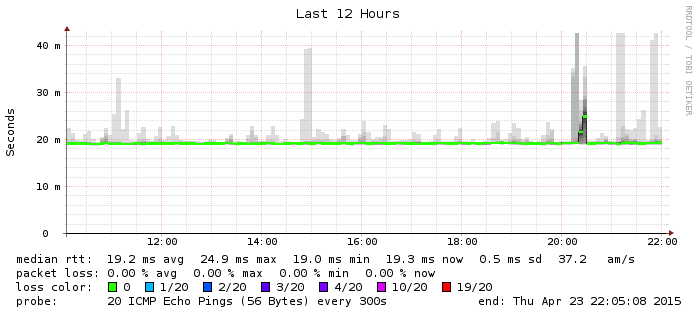 Last 12 Hours
RRDTOOL / TOBI OETIKER
Seconds
40 m
30 m
20 m
10 m
0
12:00 14:00 16:00 18:00 20:00 22:00
median rtt: 19.2 ms avg 24.9 ms max 19.0 ms min 19.3 ms now 0.5 ms sd 37.2 am/s
packet loss: 0.00 % avg 0.00 % max 0.00 % min 0.00 % now
loss color: 0 1/20 2/20 3/20 4/20 10/20 19/20
probe: 20 ICMP Echo Pings (56 Bytes) every 300s end: Thu Apr 23 22:05:08 2015